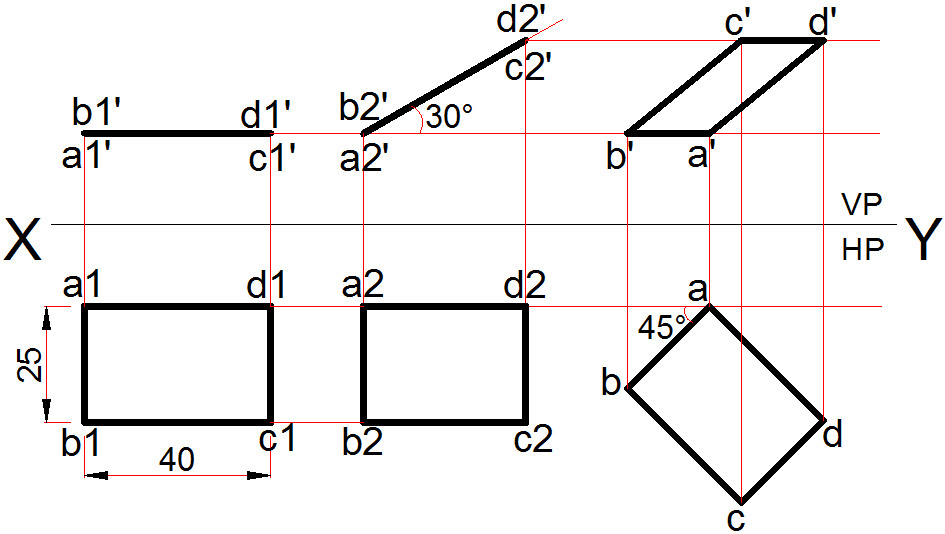 d2' c' d'
c2'
b1' d1' b2' 30°
a1' c1' a2' b' a'
X VP Y
HP
a1 d1 a2 d2 a
45°
25 b d
b1 c1 b2 c2
40 c